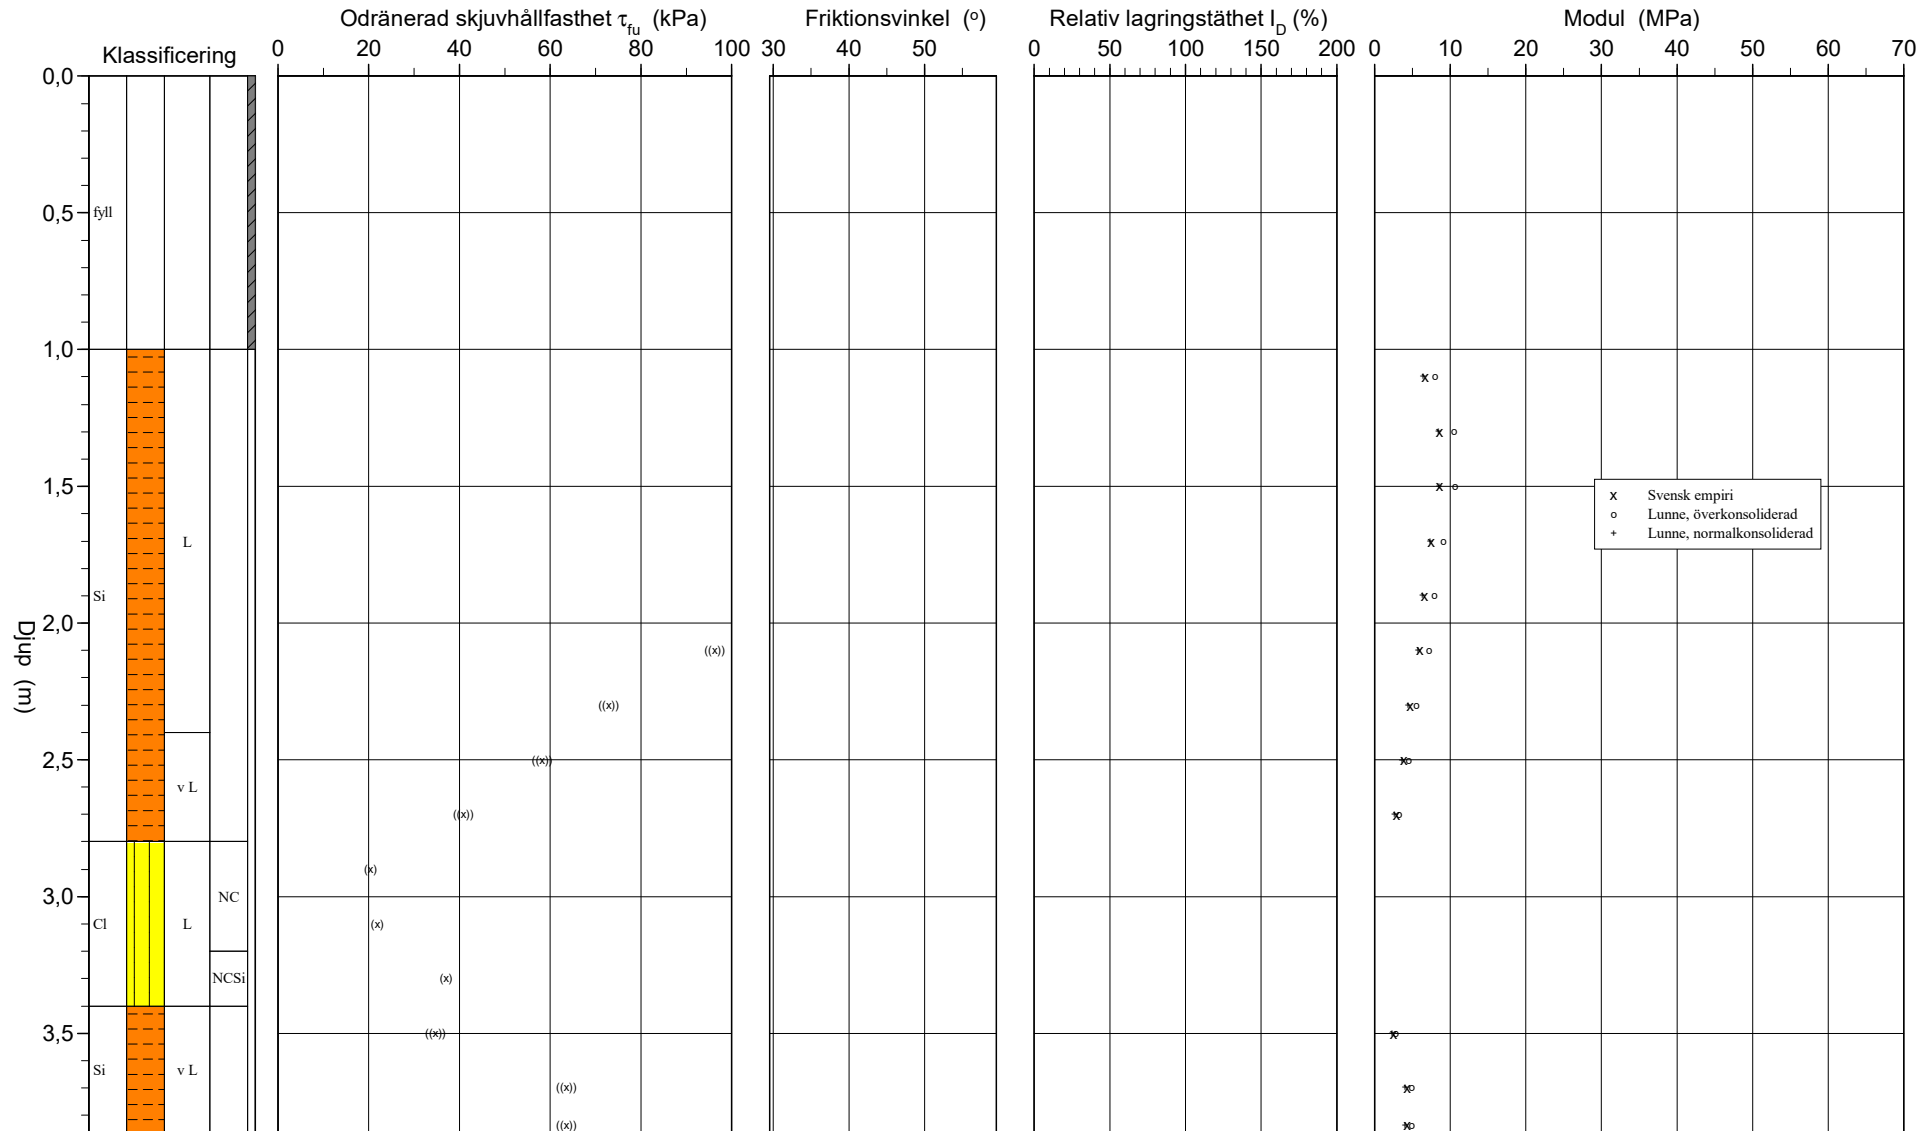 Odränerad skjuvhållfasthet τfu (kPa)
Friktionsvinkel (o)
Relativ lagringstäthet ID (%)
Modul (MPa)
Klassificering
0 20 40 60 80 100
30 40 50
0 50 100 150 200
0 10 20 30 40 50 60 70
0,0
0,5
1,0
1,5
2,0
2,5
3,0
3,5
Djup (m)
fyll
Si
L
v L
Cl
L
NC
NCSi
Si
v L
((x))
((x))
((x))
((x))
(x)
(x)
(x)
((x))
((x))
((x))
x Svensk empiri
o Lunne, överkonsoliderad
+ Lunne, normalkonsoliderad